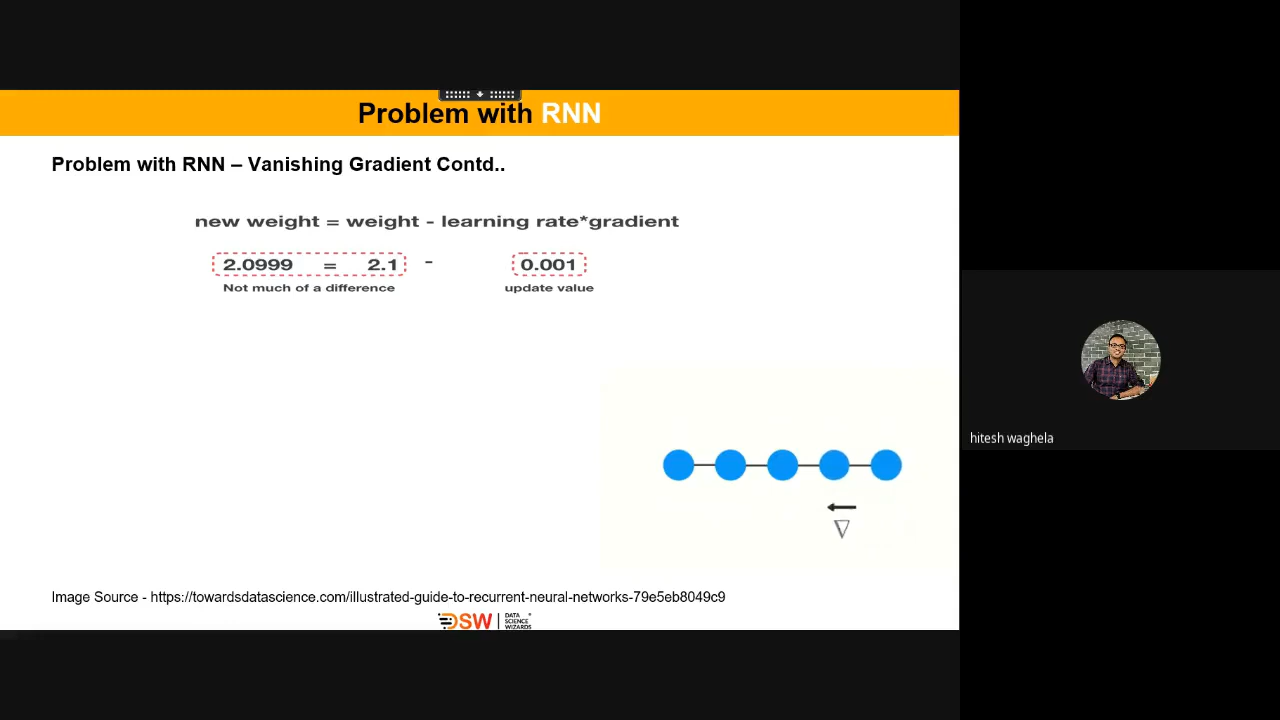 Problem with RNN
Problem with RNN – Vanishing Gradient Contd..
new weight = weight - learning rate*gradient
2.0999 = 2.1 - 0.001
Not much of a difference update value
∇
hitesh waghela
Image Source - https://towardsdatascience.com/illustrated-guide-to-recurrent-neural-networks-79e5eb8049c9
DSW DATA
SCIENCE
WIZARDS